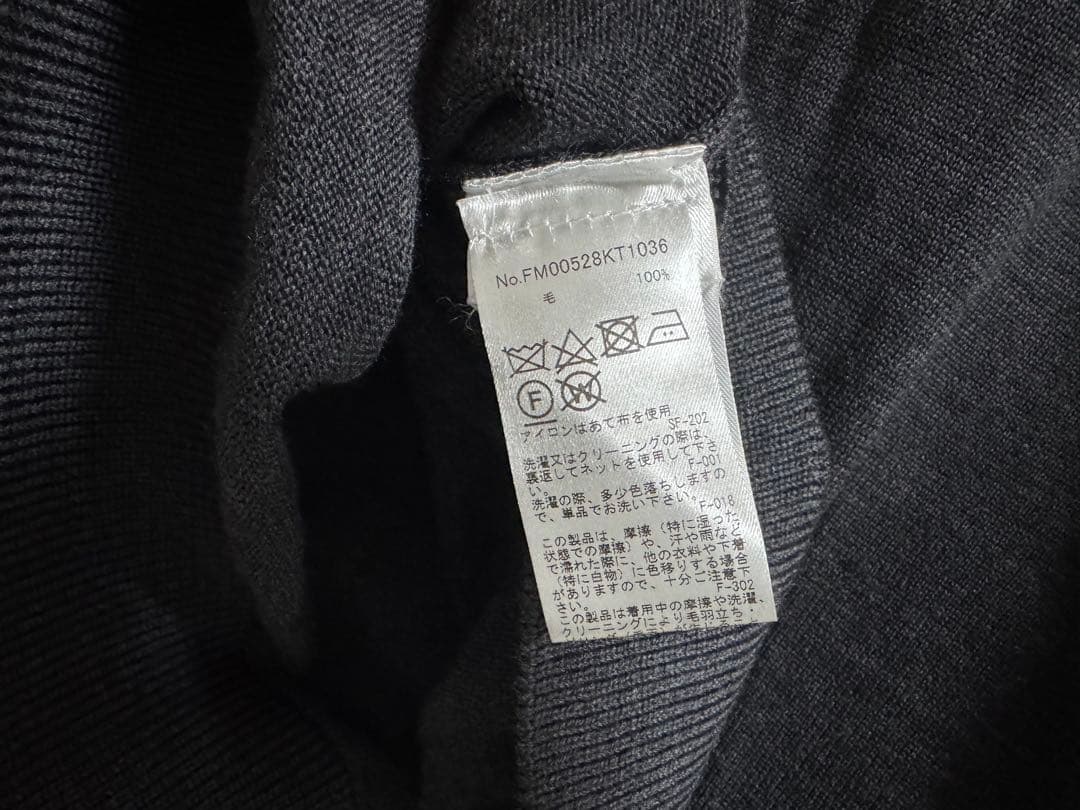 No.FM00528KT1036
毛 100%
F W
アイロンはあて布を使用
SF-202
洗濯又はクリーニングの際は
裏返してネットを使用して下さ
い。 F-001
洗濯の際、多少色落ちしますの
で、単品でお洗い下さい。
F-018
この製品は、摩擦（特に湿った
状態での摩擦）や、汗や雨など
で濡れた際に、他の衣料や下着
（特に白物）に色移りする場合
がありますので、十分ご注意下
さい。 F-302
この製品は着用中の摩擦や洗濯、
クリーニングにより毛羽立ち・